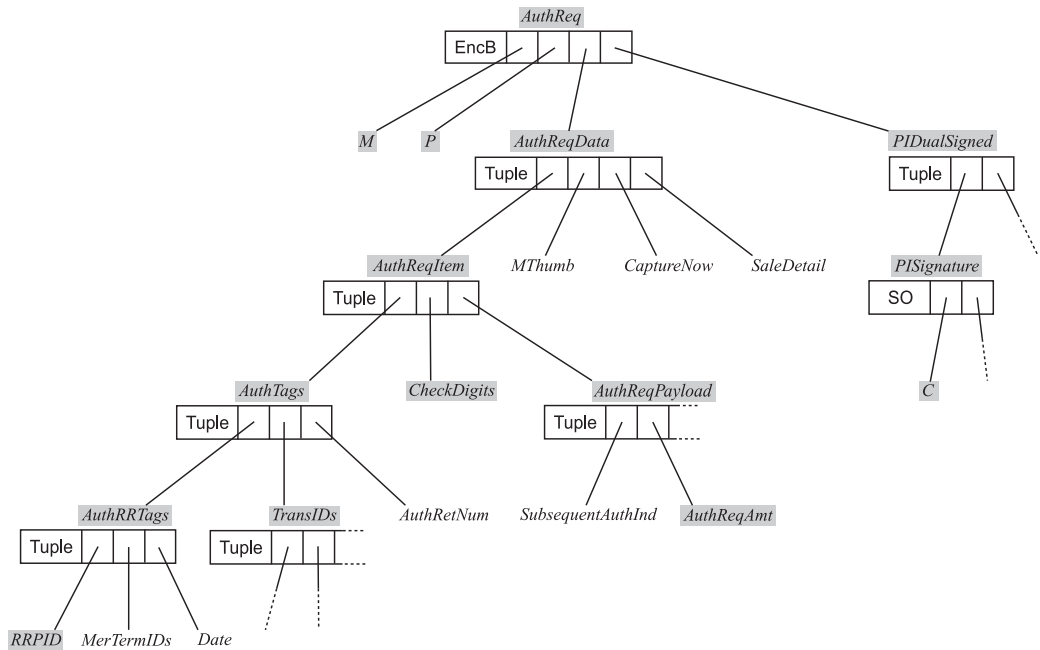 AuthReq
EncB
M
P
AuthReqData
PIDualSigned
Tuple
Tuple
AuthReqItem
MThumb
CaptureNow
SaleDetail
PISignature
Tuple
SO
AuthTags
CheckDigits
AuthReqPayload
C
Tuple
Tuple
AuthRRTags
TransIDs
AuthRetNum
SubsequentAuthInd
AuthReqAmt
Tuple
Tuple
RRPID
MerTermIDs
Date